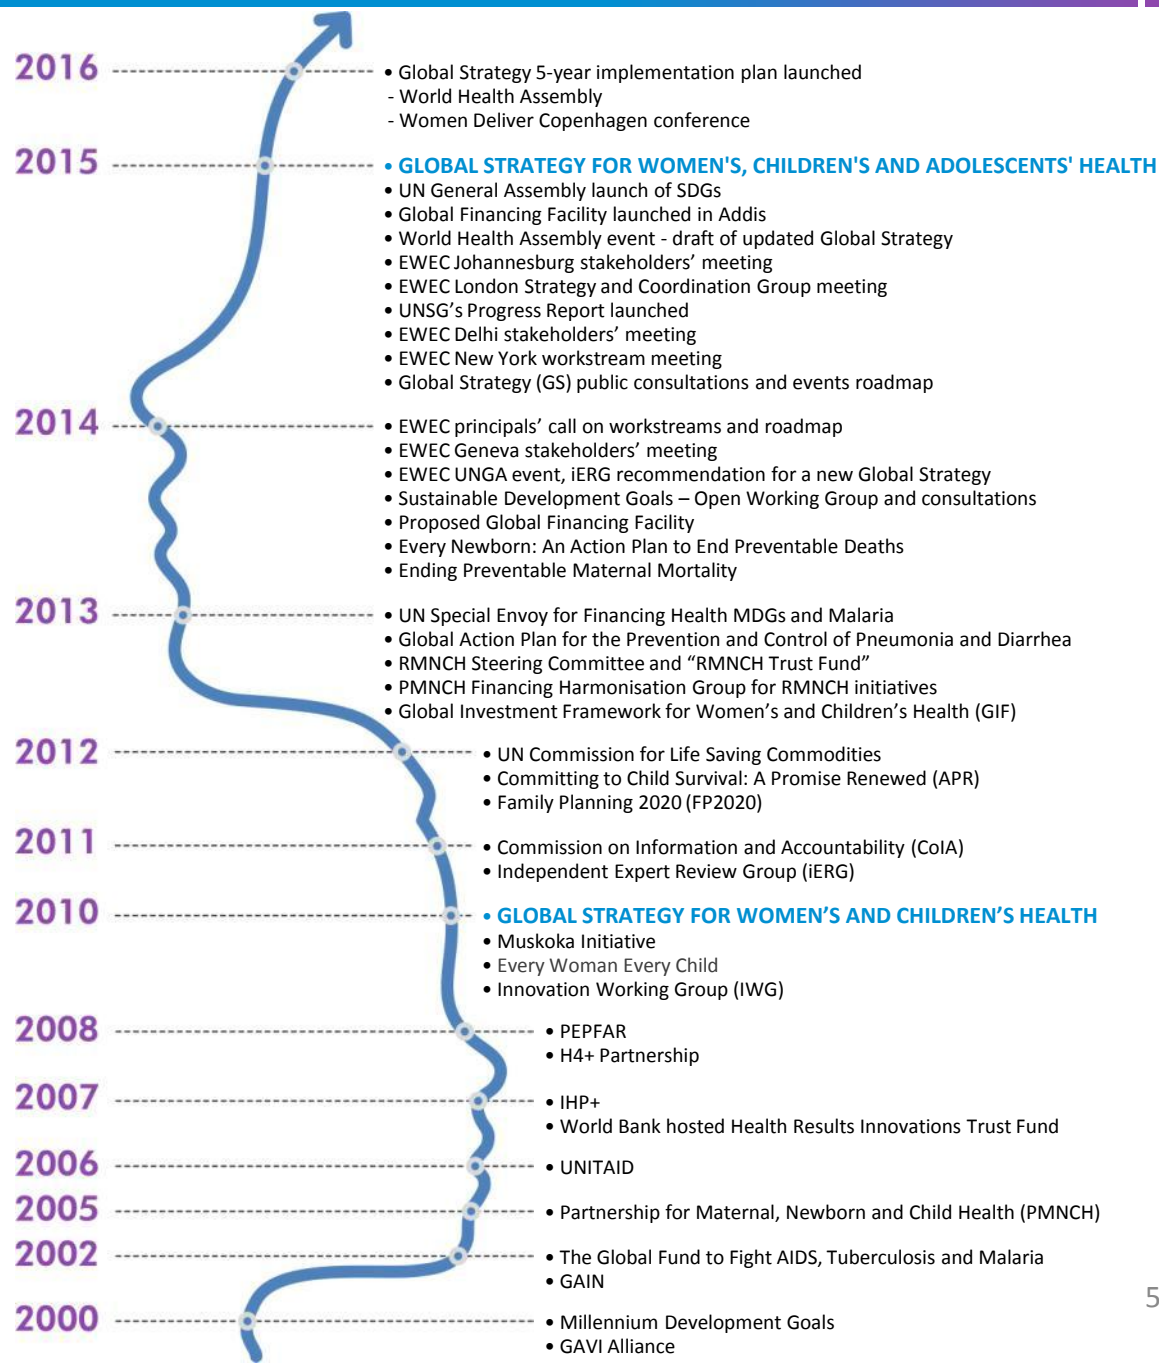 2016
• Global Strategy 5-year implementation plan launched
- World Health Assembly
- Women Deliver Copenhagen conference
2015
• GLOBAL STRATEGY FOR WOMEN'S, CHILDREN'S AND ADOLESCENTS' HEALTH
• UN General Assembly launch of SDGs
• Global Financing Facility launched in Addis
• World Health Assembly event - draft of updated Global Strategy
• EWEC Johannesburg stakeholders’ meeting
• EWEC London Strategy and Coordination Group meeting
• UNSG’s Progress Report launched
• EWEC Delhi stakeholders’ meeting
• EWEC New York workstream meeting
• Global Strategy (GS) public consultations and events roadmap
2014
• EWEC principals’ call on workstreams and roadmap
• EWEC Geneva stakeholders’ meeting
• EWEC UNGA event, iERG recommendation for a new Global Strategy
• Sustainable Development Goals – Open Working Group and consultations
• Proposed Global Financing Facility
• Every Newborn: An Action Plan to End Preventable Deaths
• Ending Preventable Maternal Mortality
2013
• UN Special Envoy for Financing Health MDGs and Malaria
• Global Action Plan for the Prevention and Control of Pneumonia and Diarrhea
• RMNCH Steering Committee and “RMNCH Trust Fund”
• PMNCH Financing Harmonisation Group for RMNCH initiatives
• Global Investment Framework for Women’s and Children’s Health (GIF)
2012
• UN Commission for Life Saving Commodities
• Committing to Child Survival: A Promise Renewed (APR)
• Family Planning 2020 (FP2020)
2011
• Commission on Information and Accountability (CoIA)
• Independent Expert Review Group (iERG)
2010
• GLOBAL STRATEGY FOR WOMEN’S AND CHILDREN’S HEALTH
• Muskoka Initiative
• Every Woman Every Child
• Innovation Working Group (IWG)
2008
• PEPFAR
• H4+ Partnership
2007
• IHP+
• World Bank hosted Health Results Innovations Trust Fund
2006
• UNITAID
2005
• Partnership for Maternal, Newborn and Child Health (PMNCH)
2002
• The Global Fund to Fight AIDS, Tuberculosis and Malaria
• GAIN
2000
• Millennium Development Goals
• GAVI Alliance
5